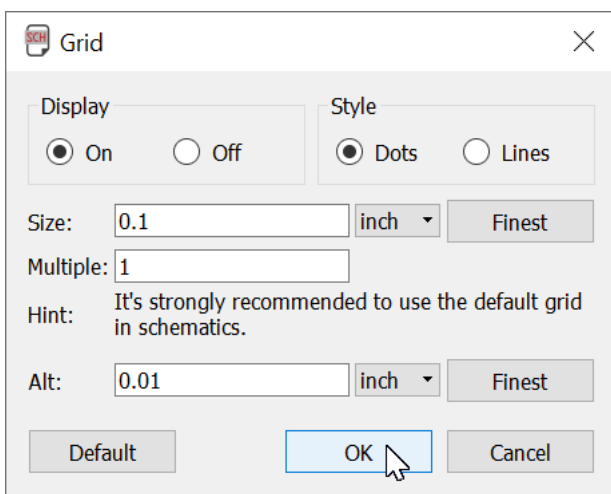 SCH Grid
Display Style
On Off Dots Lines
Size: 0.1 inch Finest
Multiple: 1
Hint: It's strongly recommended to use the default grid
in schematics.
Alt: 0.01 inch Finest
Default OK Cancel